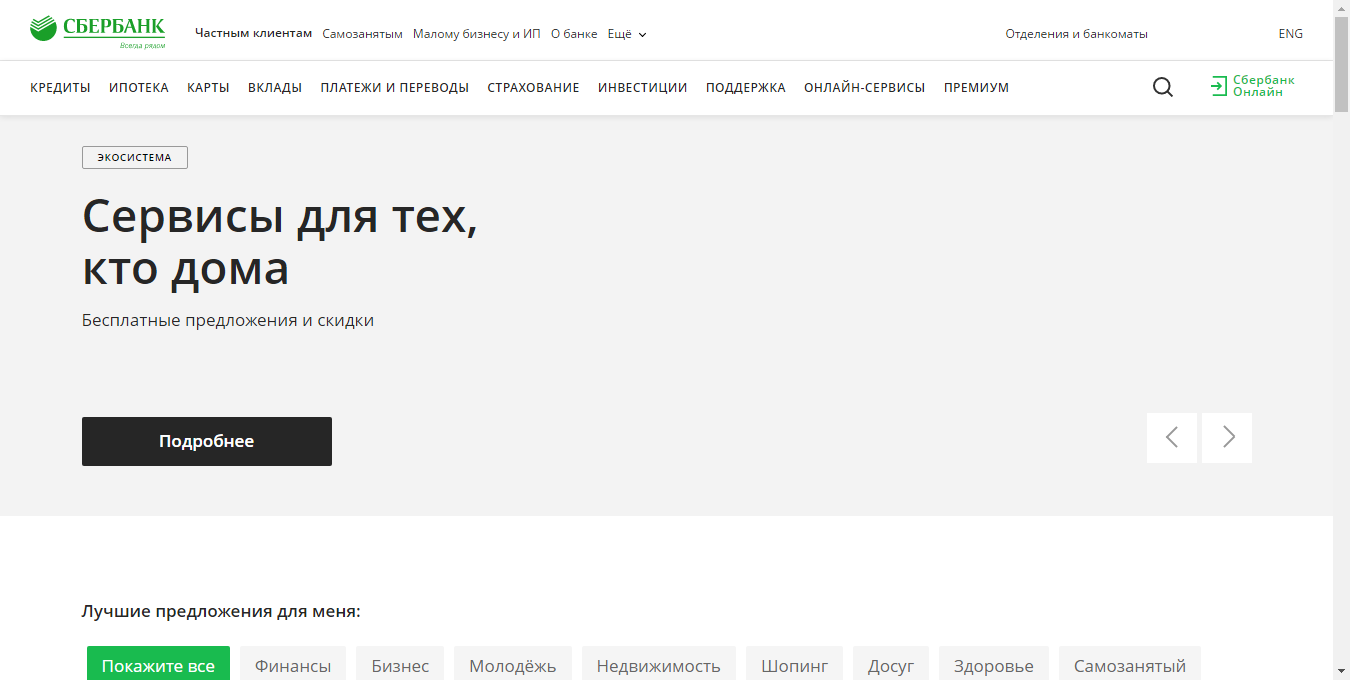 СБЕРБАНК
Всегда рядом
Частным клиентам Самозанятым Малому бизнесу и ИП О банке Ещё
Отделения и банкоматы
ENG
КРЕДИТЫ ИПОТЕКА КАРТЫ ВКЛАДЫ ПЛАТЕЖИ И ПЕРЕВОДЫ СТРАХОВАНИЕ ИНВЕСТИЦИИ ПОДДЕРЖКА ОНЛАЙН-СЕРВИСЫ ПРЕМИУМ
Сбербанк
Онлайн
ЭКОСИСТЕМА
Сервисы для тех,
кто дома
Бесплатные предложения и скидки
Подробнее
Лучшие предложения для меня:
Покажите все Финансы Бизнес Молодёжь Недвижимость Шопинг Досуг Здоровье Самозанятый